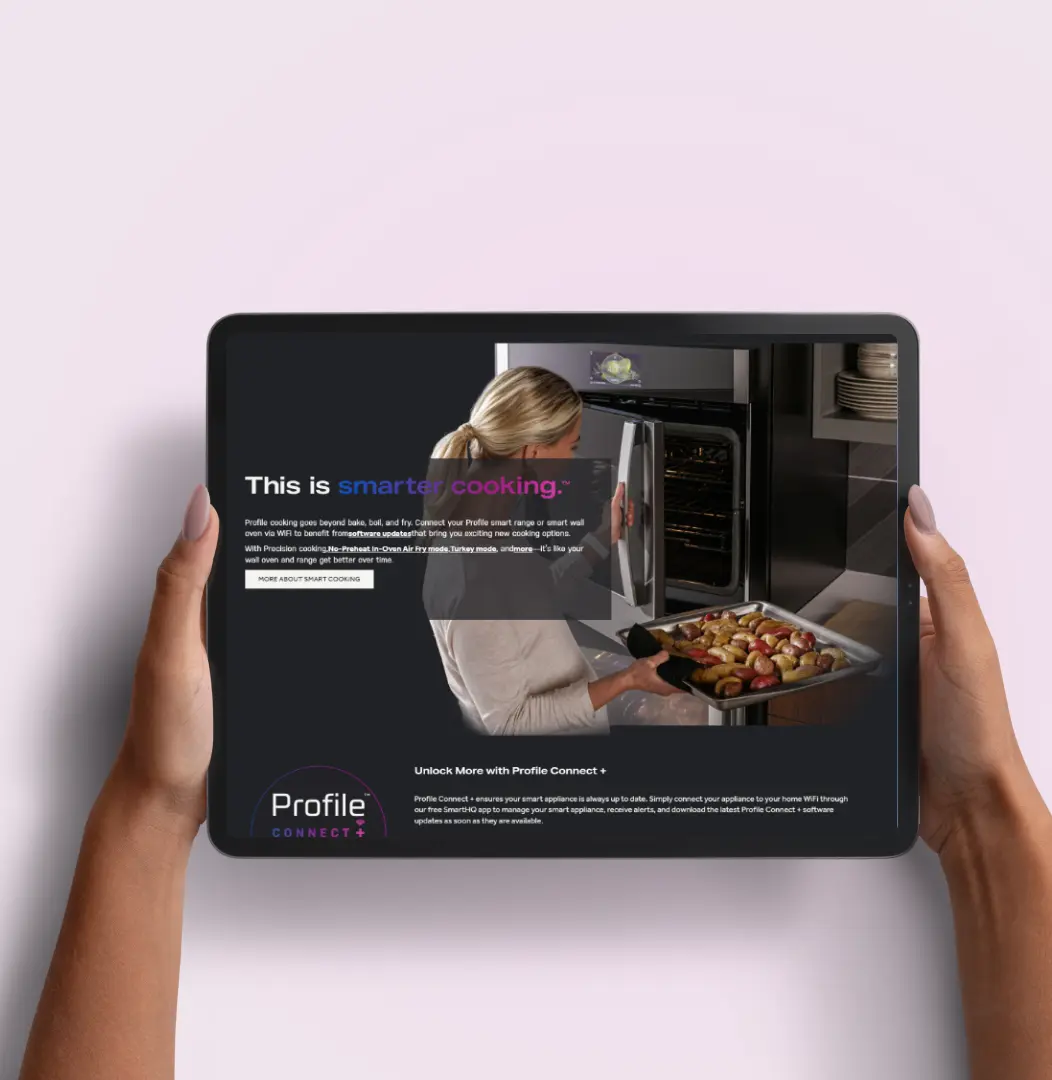 This is smarter cooking.™
Profile cooking goes beyond bake, boil, and fry. Connect your Profile smart range or smart wall
oven via WiFi to benefit fromsoftware updatesthat bring you exciting new cooking options.
With Precision cooking,No-Preheat In-Oven Air Fry mode,Turkey mode, andmore—it's like your
wall oven and range get better over time.
MORE ABOUT SMART COOKING
Unlock More with Profile Connect +
Profile Connect + ensures your smart appliance is always up to date. Simply connect your appliance to your home WiFi through
our free SmartHQ app to manage your smart appliance, receive alerts, and download the latest Profile Connect + software
updates as soon as they are available.
Profile™
CONNECT +